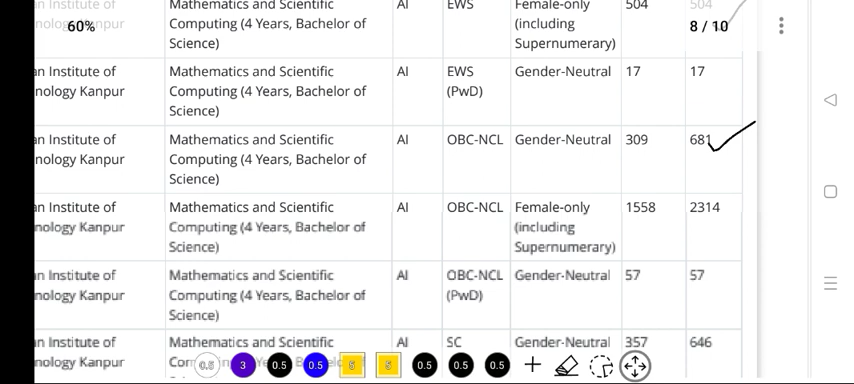 n Institute of Mathematics and Scientific AI EWS Female-only 504 504
nology Kanpur Computing (4 Years, Bachelor of (including
Science) Supernumerary)
60% 8 / 10
an Institute of Mathematics and Scientific AI EWS Gender-Neutral 17 17
nology Kanpur Computing (4 Years, Bachelor of (PwD)
Science)
an Institute of Mathematics and Scientific AI OBC-NCL Gender-Neutral 309 681
nology Kanpur Computing (4 Years, Bachelor of
Science)
an Institute of Mathematics and Scientific AI OBC-NCL Female-only 1558 2314
nology Kanpur Computing (4 Years, Bachelor of (including
Science) Supernumerary)
an Institute of Mathematics and Scientific AI OBC-NCL Gender-Neutral 57 57
nology Kanpur Computing (4 Years, Bachelor of (PwD)
Science)
an Institute of Mathematics and Scientific AI SC Gender-Neutral 357 646
nology Kanpur
0.5 3 0.5 0.5 5 5 0.5 0.5 0.5